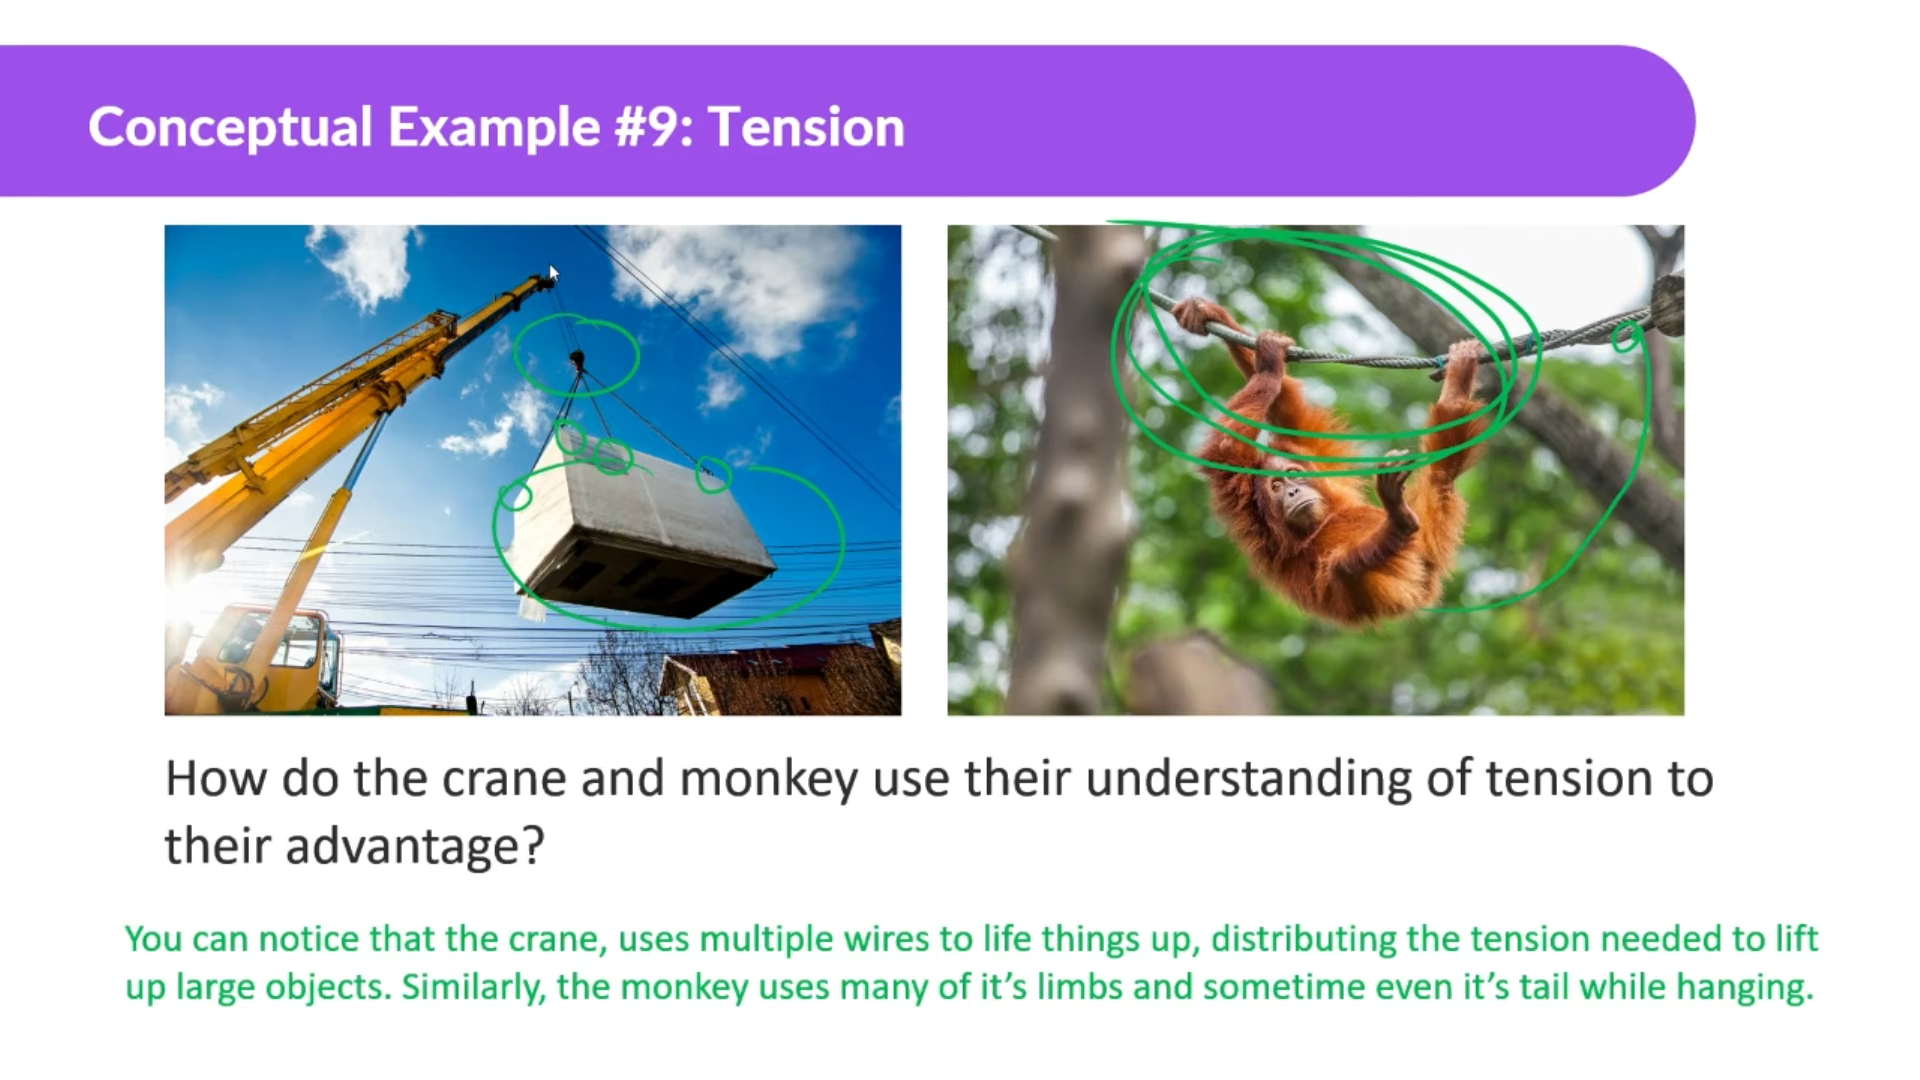 Conceptual Example #9: Tension
How do the crane and monkey use their understanding of tension to
their advantage?
You can notice that the crane, uses multiple wires to life things up, distributing the tension needed to lift
up large objects. Similarly, the monkey uses many of it’s limbs and sometime even it’s tail while hanging.